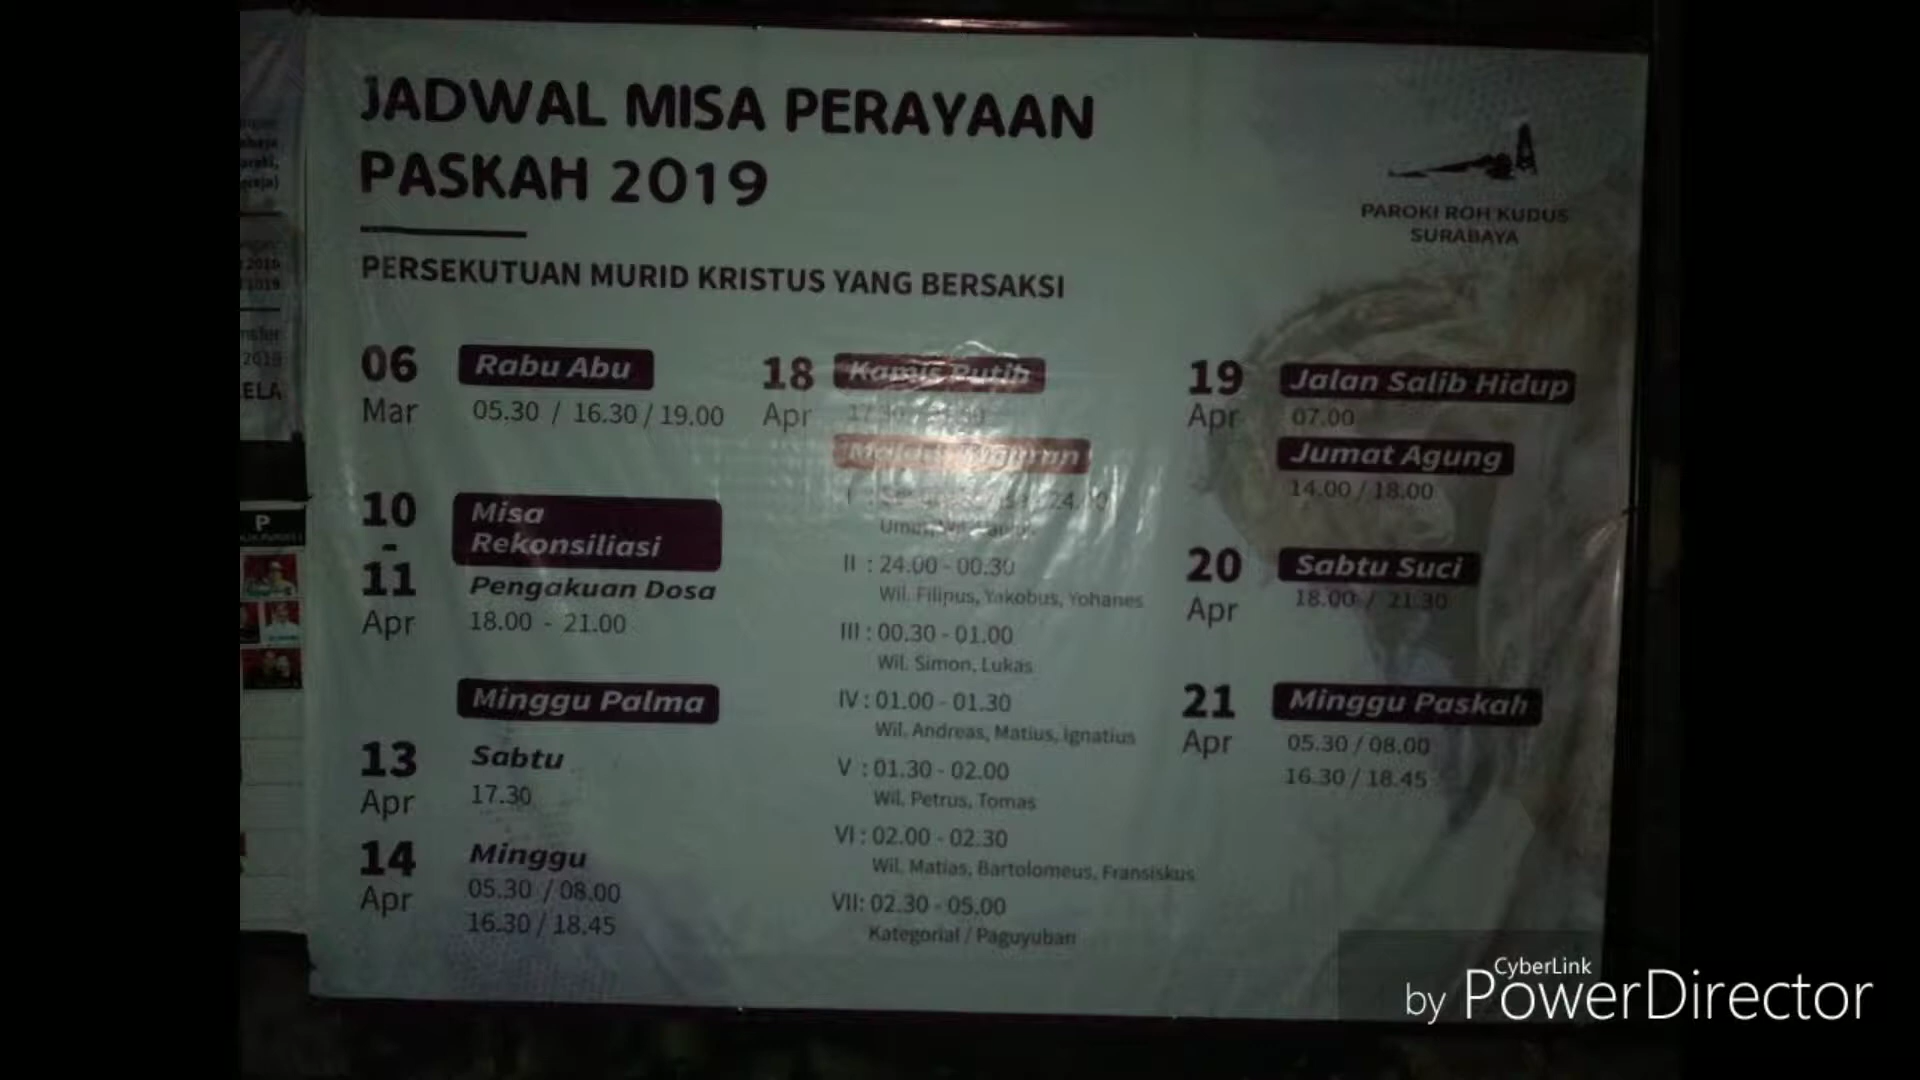 JADWAL MISA PERAYAAN
PASKAH 2019
PERSEKUTUAN MURID KRISTUS YANG BERSAKSI
PAROKI ROH KUDUS
SURABAYA
06
Mar
Rabu Abu
05.30 / 16.30 / 19.00
10
-
11
Apr
Misa
Rekonsiliasi
Pengakuan Dosa
18.00 - 21.00
Minggu Palma
13
Apr
Sabtu
17.30
14
Apr
Minggu
05.30 / 08.00
16.30 / 18.45
18
Apr
Kamis Putih
I :
II : 24.00 - 00.30
Wil. Filipus, Yakobus, Yohanes
III : 00.30 - 01.00
Wil. Simon, Lukas
IV : 01.00 - 01.30
Wil. Andreas, Matius, Ignatius
V : 01.30 - 02.00
Wil. Petrus, Tomas
VI : 02.00 - 02.30
Wil. Matias, Bartolomeus, Fransiskus
VII: 02.30 - 05.00
Kategorial / Paguyuban
19
Apr
Jalan Salib Hidup
07.00
Jumat Agung
14.00 / 18.00
20
Apr
Sabtu Suci
18.00 / 21.30
21
Apr
Minggu Paskah
05.30 / 08.00
16.30 / 18.45
2019
ELA
P
CyberLink
by PowerDirector